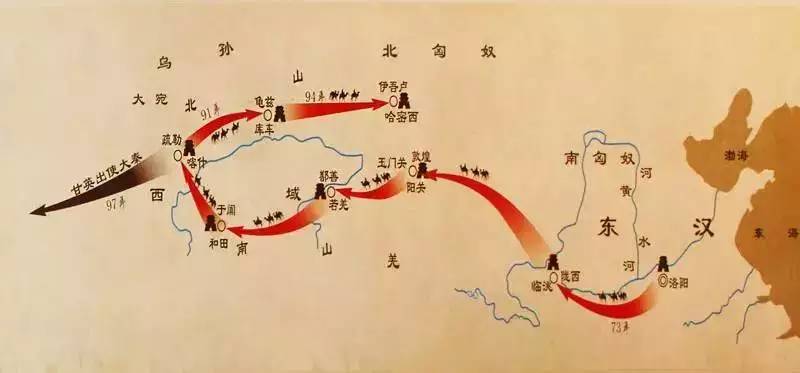 乌孙
北匈奴
大宛
北
山
伊吾卢
哈密西
94年
龟兹
库车
91年
疏勒
喀什
甘英出使大秦
97年
西
域
于阗
和田
南
山
鄯善
若羌
羌
玉门关
敦煌
阳关
南匈奴
河
黄
水
河
东汉
渤海
东海
陇西
临洮
洛阳
73年